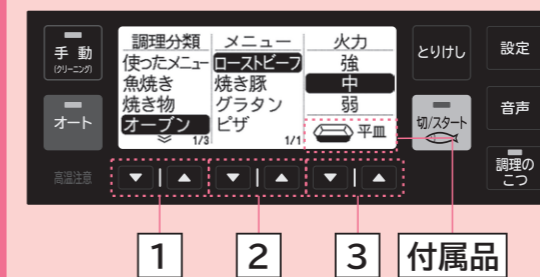 手動
(クリーニング)
オート
高温注意
調理分類
使ったメニュー
魚焼き
焼き物
オーブン
1/3
メニュー
ローストビーフ
焼き豚
グラタン
ピザ
1/1
火力
強
中
弱
平皿
とりけし
切/スタート
設定
音声
調理の
こつ
1
2
3
付属品